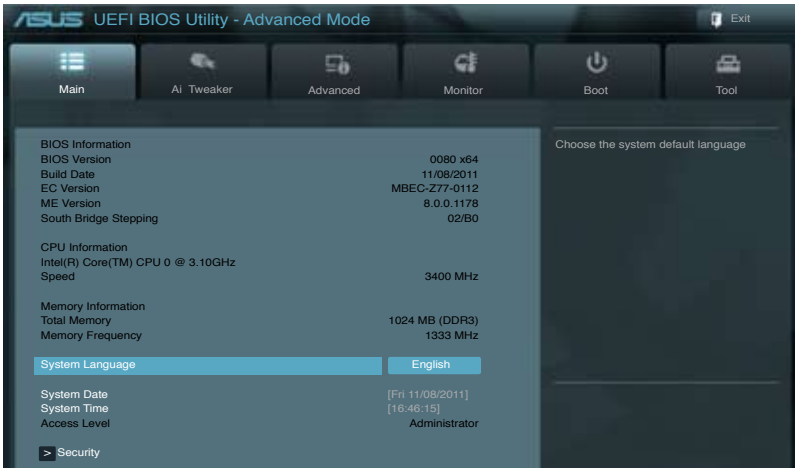 ASUS UEFI BIOS Utility - Advanced Mode
Exit
Main
Ai Tweaker
Advanced
Monitor
Boot
Tool
BIOS Information
BIOS Version 0080 x64
Build Date 11/08/2011
EC Version MBEC-Z77-0112
ME Version 8.0.0.1178
South Bridge Stepping 02/B0
CPU Information
Intel(R) Core(TM) CPU 0 @ 3.10GHz
Speed 3400 MHz
Memory Information
Total Memory 1024 MB (DDR3)
Memory Frequency 1333 MHz
System Language English
System Date [Fri 11/08/2011]
System Time [16:46:15]
Access Level Administrator
> Security
Choose the system default language